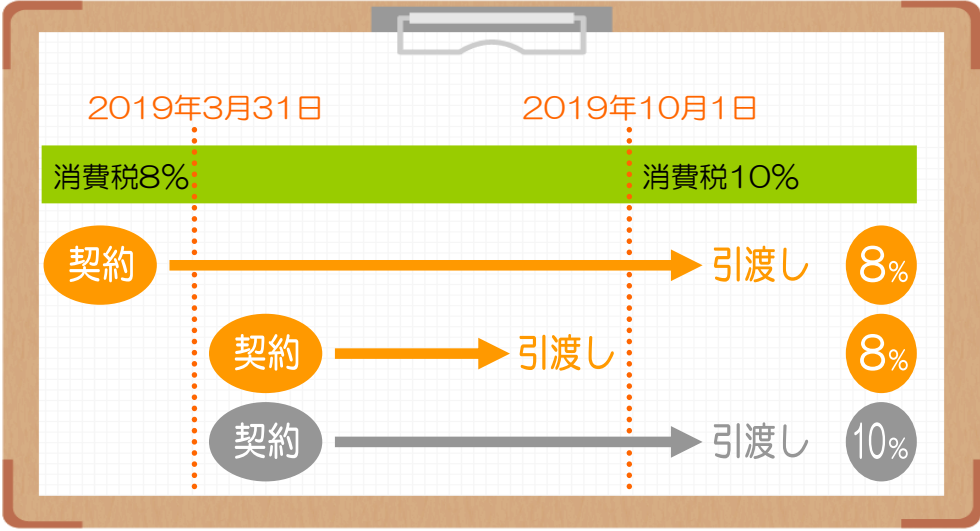 2019年3月31日 2019年10月1日
消費税8% 消費税10%
契約 引渡し 8%
契約 引渡し 8%
契約 引渡し 10%